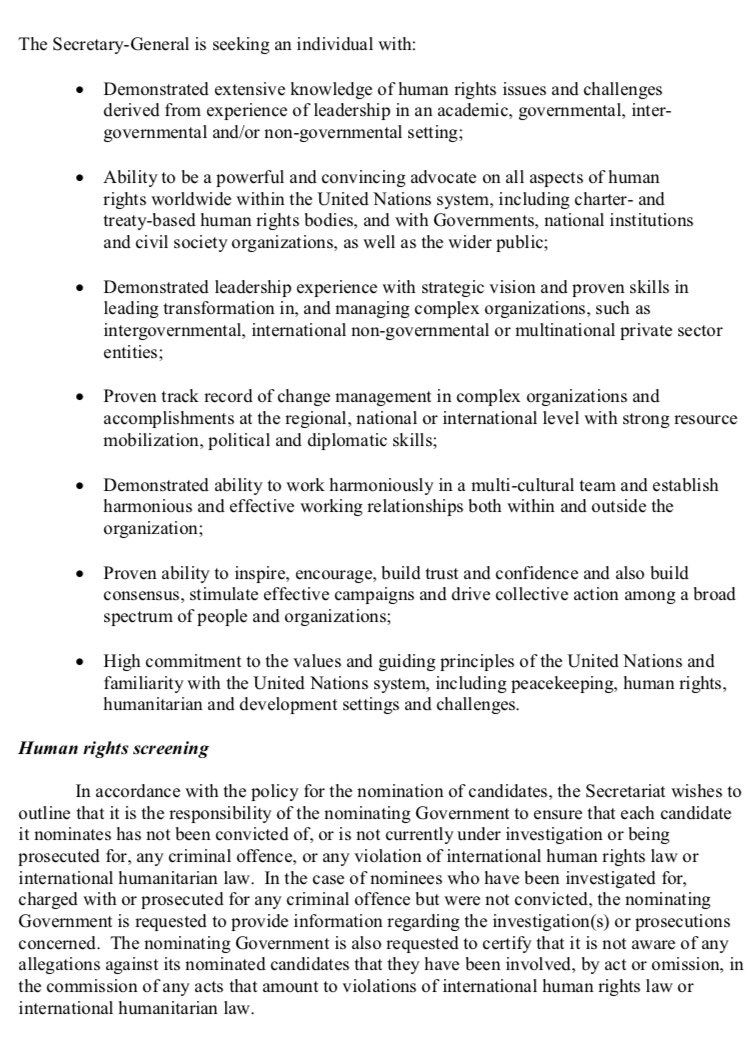 The Secretary-General is seeking an individual with:
• Demonstrated extensive knowledge of human rights issues and challenges
derived from experience of leadership in an academic, governmental, inter-
governmental and/or non-governmental setting;
• Ability to be a powerful and convincing advocate on all aspects of human
rights worldwide within the United Nations system, including charter- and
treaty-based human rights bodies, and with Governments, national institutions
and civil society organizations, as well as the wider public;
• Demonstrated leadership experience with strategic vision and proven skills in
leading transformation in, and managing complex organizations, such as
intergovernmental, international non-governmental or multinational private sector
entities;
• Proven track record of change management in complex organizations and
accomplishments at the regional, national or international level with strong resource
mobilization, political and diplomatic skills;
• Demonstrated ability to work harmoniously in a multi-cultural team and establish
harmonious and effective working relationships both within and outside the
organization;
• Proven ability to inspire, encourage, build trust and confidence and also build
consensus, stimulate effective campaigns and drive collective action among a broad
spectrum of people and organizations;
• High commitment to the values and guiding principles of the United Nations and
familiarity with the United Nations system, including peacekeeping, human rights,
humanitarian and development settings and challenges.
Human rights screening
In accordance with the policy for the nomination of candidates, the Secretariat wishes to
outline that it is the responsibility of the nominating Government to ensure that each candidate
it nominates has not been convicted of, or is not currently under investigation or being
prosecuted for, any criminal offence, or any violation of international human rights law or
international humanitarian law. In the case of nominees who have been investigated for,
charged with or prosecuted for any criminal offence but were not convicted, the nominating
Government is requested to provide information regarding the investigation(s) or prosecutions
concerned. The nominating Government is also requested to certify that it is not aware of any
allegations against its nominated candidates that they have been involved, by act or omission, in
the commission of any acts that amount to violations of international human rights law or
international humanitarian law.